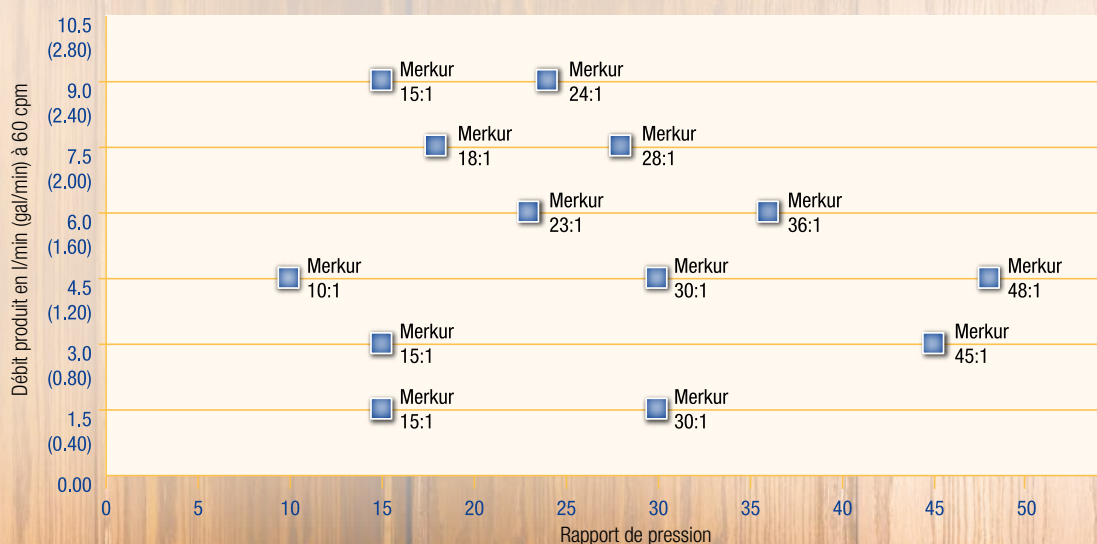 10.5
(2.80)
Merkur
15:1
Merkur
24:1
9.0
(2.40)
Merkur
18:1
Merkur
28:1
7.5
(2.00)
Merkur
23:1
Merkur
36:1
6.0
(1.60)
Merkur
10:1
Merkur
30:1
Merkur
48:1
4.5
(1.20)
Merkur
15:1
Merkur
45:1
3.0
(0.80)
Merkur
15:1
Merkur
30:1
1.5
(0.40)
0.00
Débit produit en l/min (gal/min) à 60 cpm
0 5 10 15 20 25 30 35 40 45 50
Rapport de pression